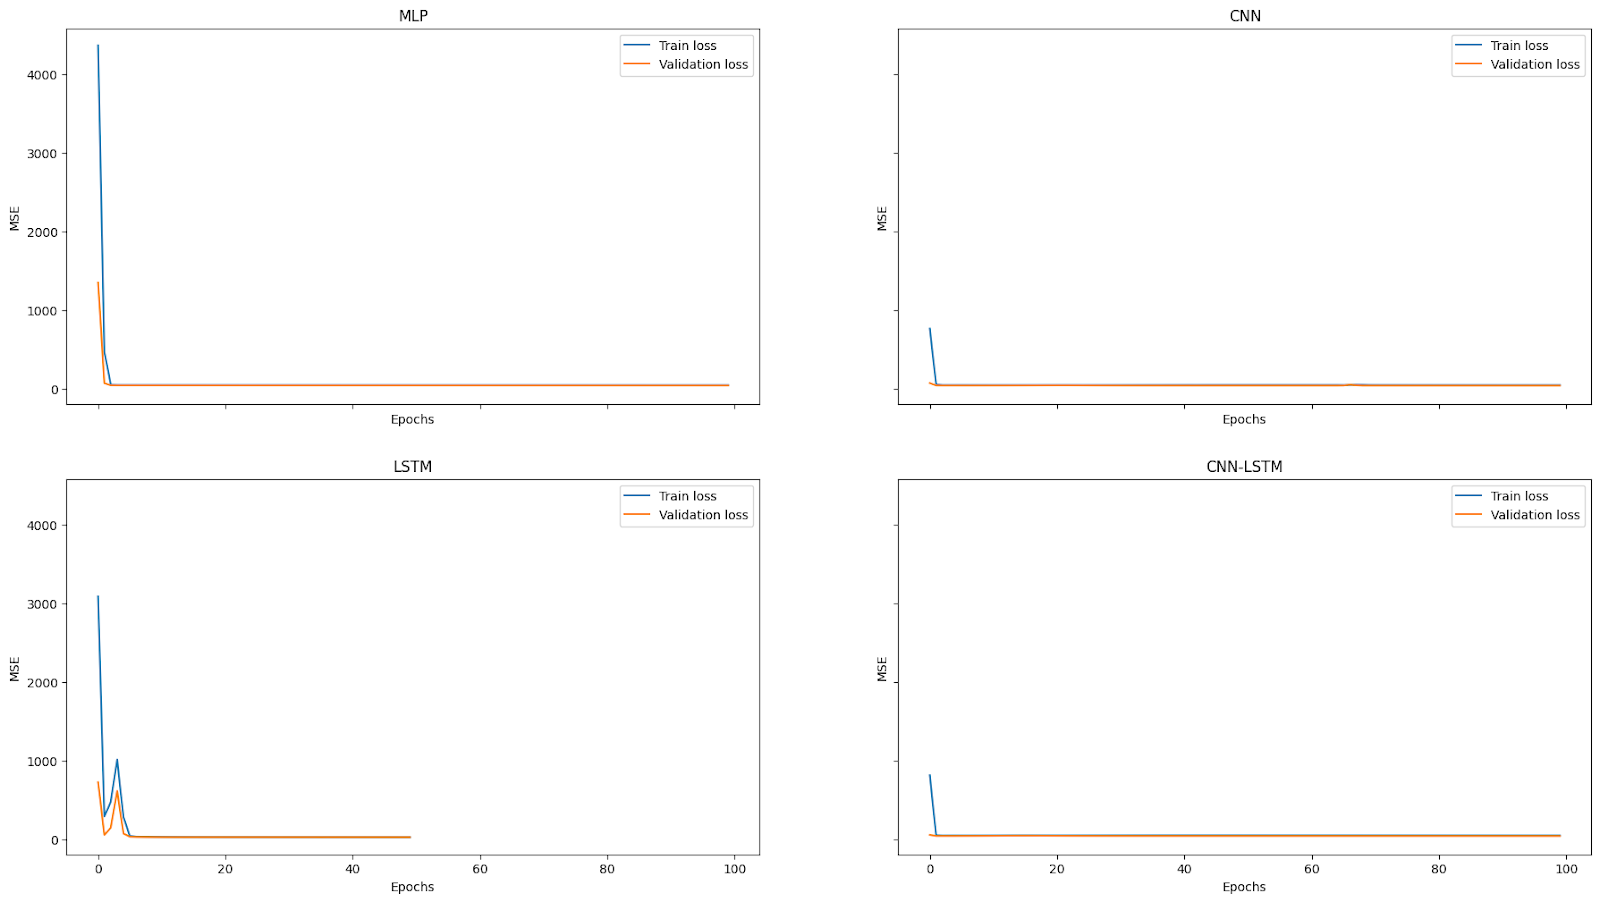 MLP
Train loss
Validation loss
4000
3000
2000
1000
0
MSE
Epochs
CNN
Train loss
Validation loss
MSE
Epochs
LSTM
Train loss
Validation loss
4000
3000
2000
1000
0
MSE
0 20 40 60 80 100
Epochs
CNN-LSTM
Train loss
Validation loss
MSE
0 20 40 60 80 100
Epochs